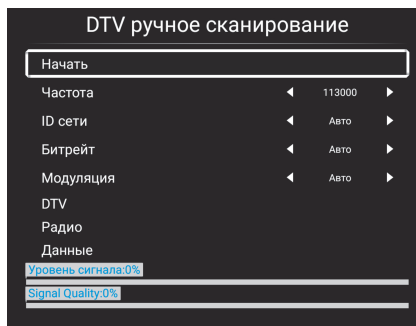 DTV ручное сканирование
Начать
Частота 113000
ID сети Авто
Битрейт Авто
Модуляция Авто
DTV
Радио
Данные
Уровень сигнала:0%
Signal Quality:0%